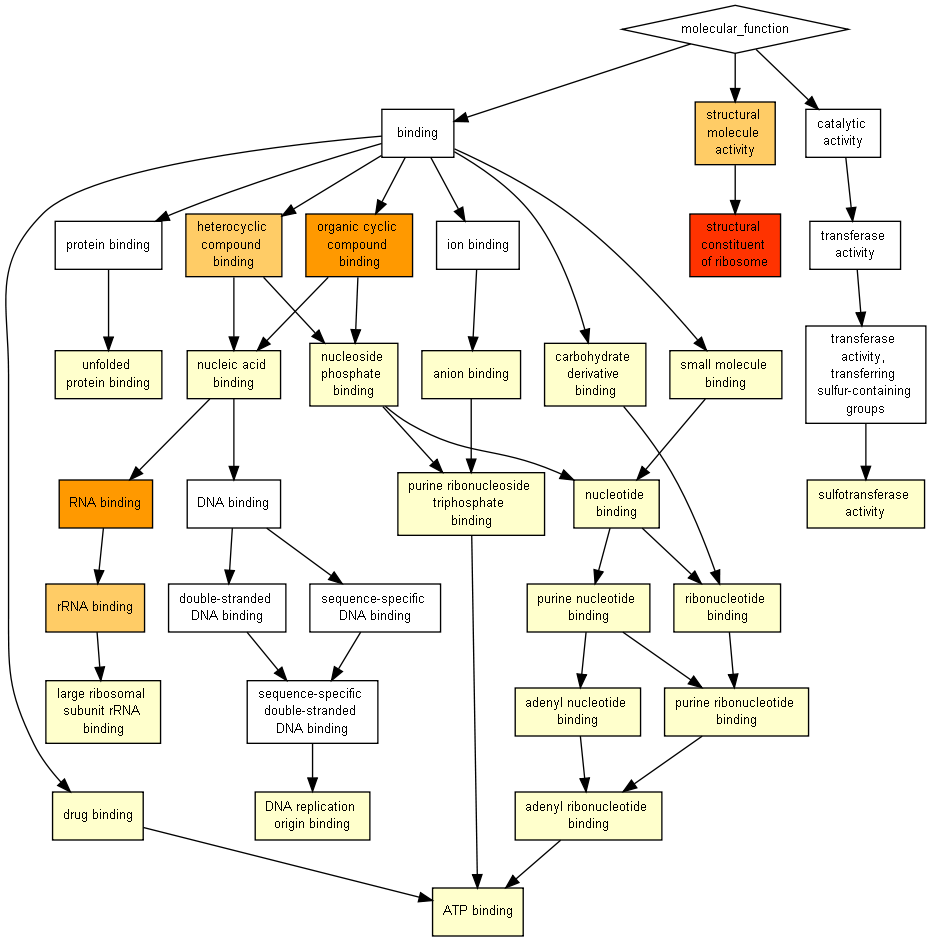 molecular_function
structural
molecule
activity
catalytic
activity
binding
protein binding
heterocyclic
compound
binding
organic cyclic
compound
binding
ion binding
structural
constituent
of ribosome
transferase
activity
unfolded
protein binding
nucleic acid
binding
nucleoside
phosphate
binding
anion binding
carbohydrate
derivative
binding
small molecule
binding
transferase
activity,
transferring
sulfur-containing
groups
RNA binding
DNA binding
purine ribonucleoside
triphosphate
binding
nucleotide
binding
sulfotransferase
activity
rRNA binding
double-stranded
DNA binding
sequence-specific
DNA binding
purine nucleotide
binding
ribonucleotide
binding
large ribosomal
subunit rRNA
binding
sequence-specific
double-stranded
DNA binding
adenyl nucleotide
binding
purine ribonucleotide
binding
drug binding
DNA replication
origin binding
adenyl ribonucleotide
binding
ATP binding